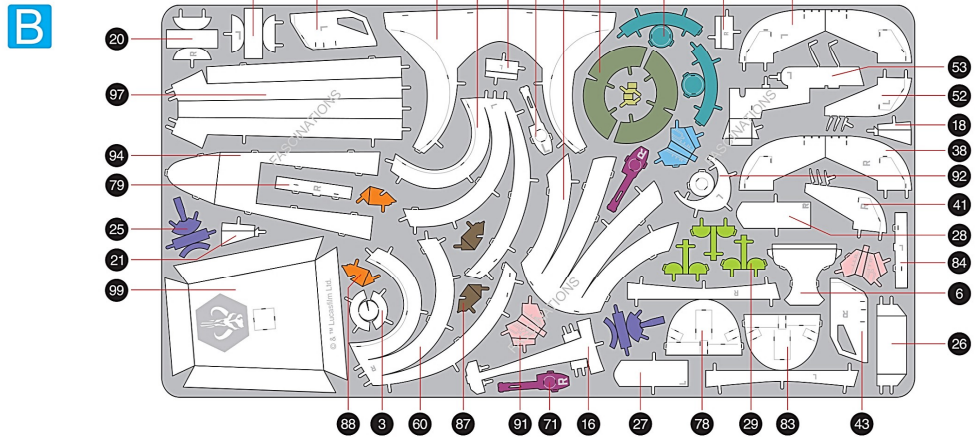 B
20
53
97
FASCINATIONS
FASCINATIONS
52
18
94
38
79
92
25
41
21
28
84
99
© & ™ Lucasfilm Ltd.
FASCINATIONS
6
26
88
3
60
87
91
71
16
27
78
29
83
43
L
L
L
R
R
L
R
R
R
R
R
L
R
R
L
L
R
L